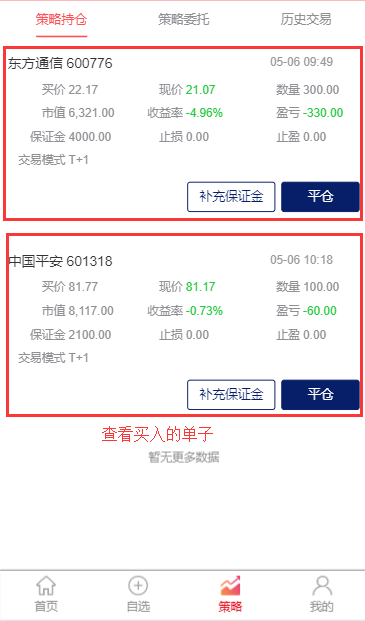 策略持仓 策略委托 历史交易
东方通信 600776 05-06 09:49
买价 22.17 现价 21.07 数量 300.00
市值 6,321.00 收益率 -4.96% 盈亏 -330.00
保证金 4000.00 止损 0.00 止盈 0.00
交易模式 T+1
补充保证金 平仓
中国平安 601318 05-06 10:18
买价 81.77 现价 81.17 数量 100.00
市值 8,117.00 收益率 -0.73% 盈亏 -60.00
保证金 2100.00 止损 0.00 止盈 0.00
交易模式 T+1
补充保证金 平仓
查看买入的单子
暂无更多数据
首页 自选 策略 我的